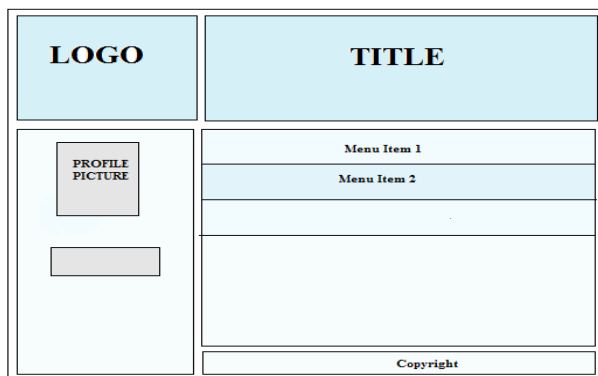 LOGO
TITLE
PROFILE
PICTURE
Menu Item 1
Menu Item 2
Copyright